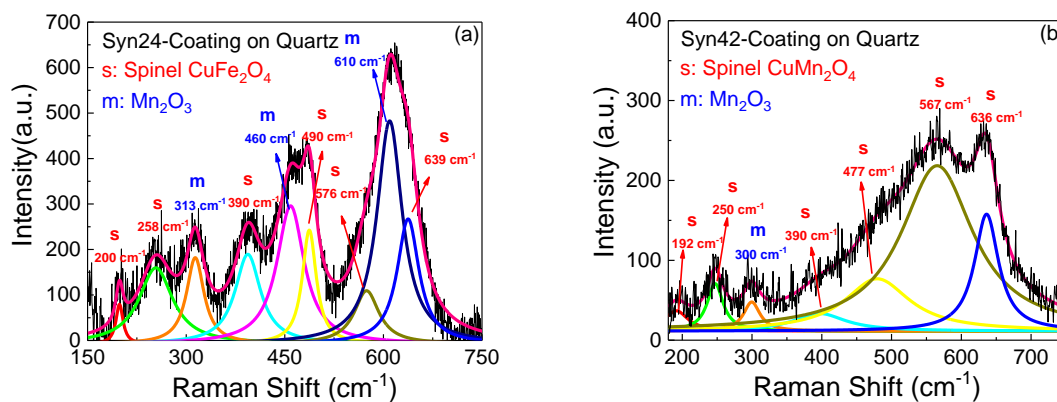 (a)
Syn24-Coating on Quartz
s: Spinel CuFe₂O₄
m: Mn₂O₃
m
610 cm⁻¹
m
460 cm⁻¹
s
490 cm⁻¹
s
576 cm⁻¹
s
639 cm⁻¹
s
390 cm⁻¹
m
313 cm⁻¹
s
258 cm⁻¹
s
200 cm⁻¹
700
600
500
400
300
200
100
0
Intensity(a.u.)
150 300 450 600 750
Raman Shift (cm⁻¹)
(b
Syn42-Coating on Quartz
s: Spinel CuMn₂O₄
m: Mn₂O₃
s
567 cm⁻¹
s
636 cm⁻¹
s
477 cm⁻¹
s
390 cm⁻¹
m
300 cm⁻¹
s
250 cm⁻¹
s
192 cm⁻¹
400
300
200
100
0
Intensity (a.u.)
200 300 400 500 600 700
Raman Shift (cm⁻¹)